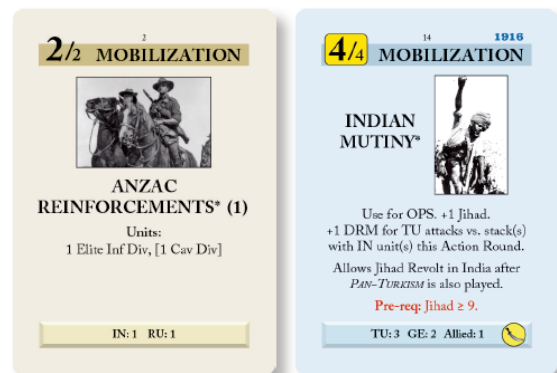 2
2/2 MOBILIZATION
ANZAC
REINFORCEMENTS* (1)
Units:
1 Elite Inf Div, [1 Cav Div]
IN: 1 RU: 1
14
1916
4/4 MOBILIZATION
INDIAN
MUTINY*
Use for OPS. +1 Jihad.
+1 DRM for TU attacks vs. stack(s)
with IN unit(s) this Action Round.
Allows Jihad Revolt in India after
PAN-TURKISM is also played.
Pre-req: Jihad ≥ 9.
TU: 3 GE: 2 Allied: 1